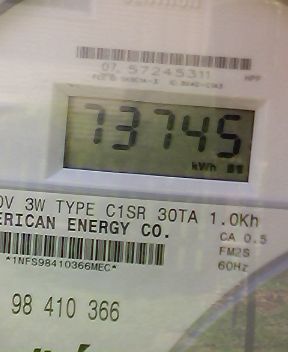 07. 57245311
73745
kWh
0V 3W TYPE C1SR 30TA 1.0Kh
ERICAN ENERGY CO.
CA 0.5
FM2S
*1NFS98410366MEC*
60Hz
98 410 366